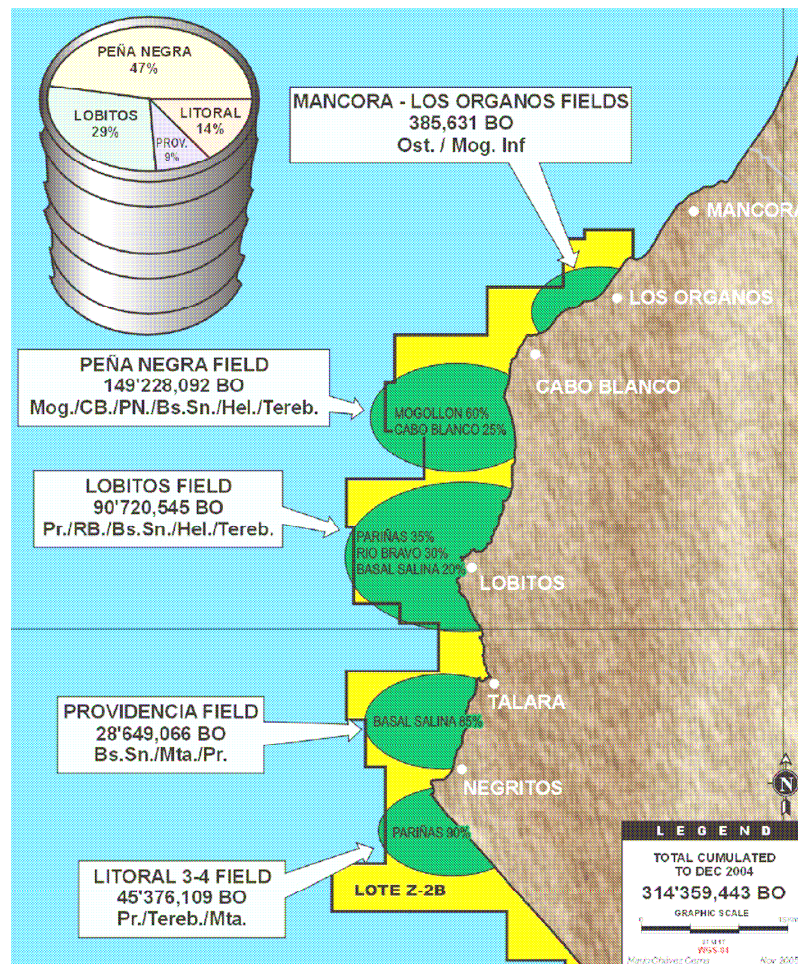 PEÑA NEGRA
47%
LOBITOS
29%
PROV.
9%
LITORAL
14%
MANCORA - LOS ORGANOS FIELDS
385,631 BO
Ost. / Mog. Inf
MANCORA
LOS ORGANOS
CABO BLANCO
PEÑA NEGRA FIELD
149'228,092 BO
Mog./CB./PN./Bs.Sn./Hel./Tereb.
MOGOLLON 60%
CABO BLANCO 25%
LOBITOS FIELD
90'720,545 BO
Pr./RB./Bs.Sn./Hel./Tereb.
PARIÑAS 35%
RIO BRAVO 30%
BASAL SALINA 20%
LOBITOS
TALARA
PROVIDENCIA FIELD
28'649,066 BO
Bs.Sn./Mta./Pr.
BASAL SALINA 85%
NEGRITOS
PARIÑAS 90%
LITORAL 3-4 FIELD
45'376,109 BO
Pr./Tereb./Mta.
LOTE Z-2B
N
LEGEND
TOTAL CUMULATED
TO DEC 2004
314'359,443 BO
GRAPHIC SCALE
0
WGS-84
Nov. 2005